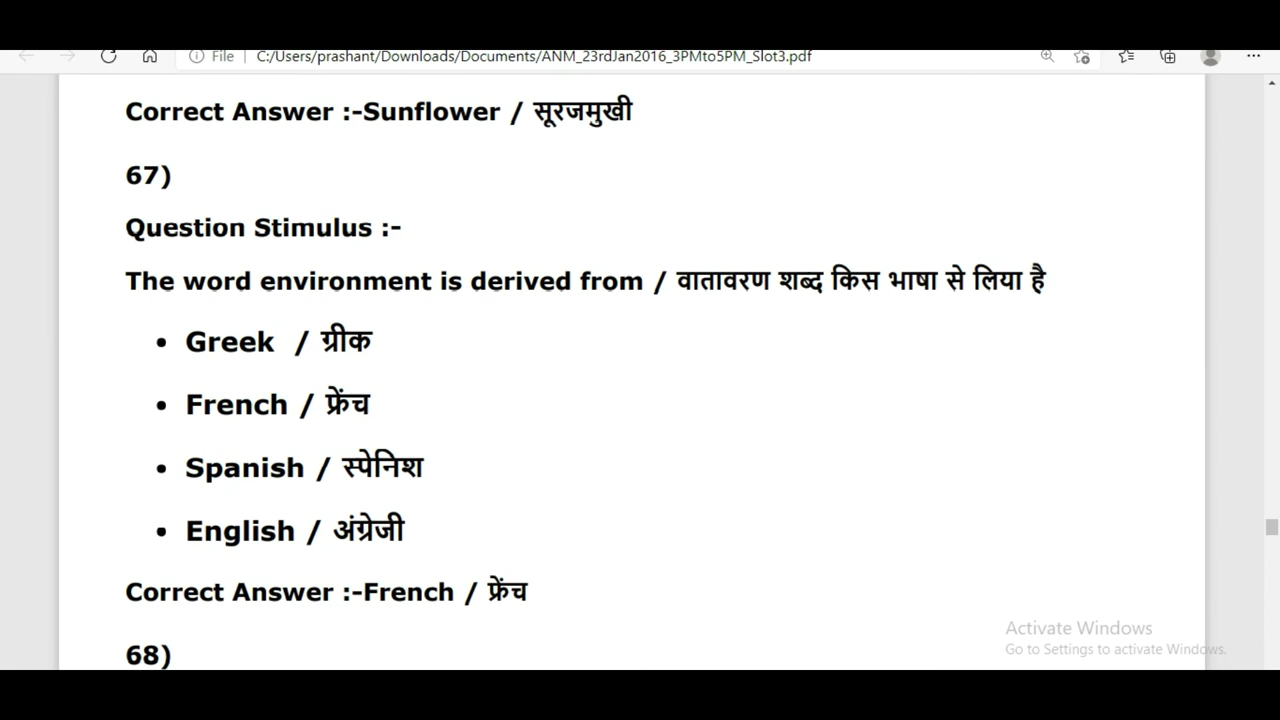 File | C:/Users/prashant/Downloads/Documents/ANM_23rdJan2016_3PMto5PM_Slot3.pdf
Correct Answer :-Sunflower / सूरजमुखी
67)
Question Stimulus :-
The word environment is derived from / वातावरण शब्द किस भाषा से लिया है
• Greek / ग्रीक
• French / फ्रेंच
• Spanish / स्पेनिश
• English / अंग्रेजी
Correct Answer :-French / फ्रेंच
Activate Windows
Go to Settings to activate Windows.
68)